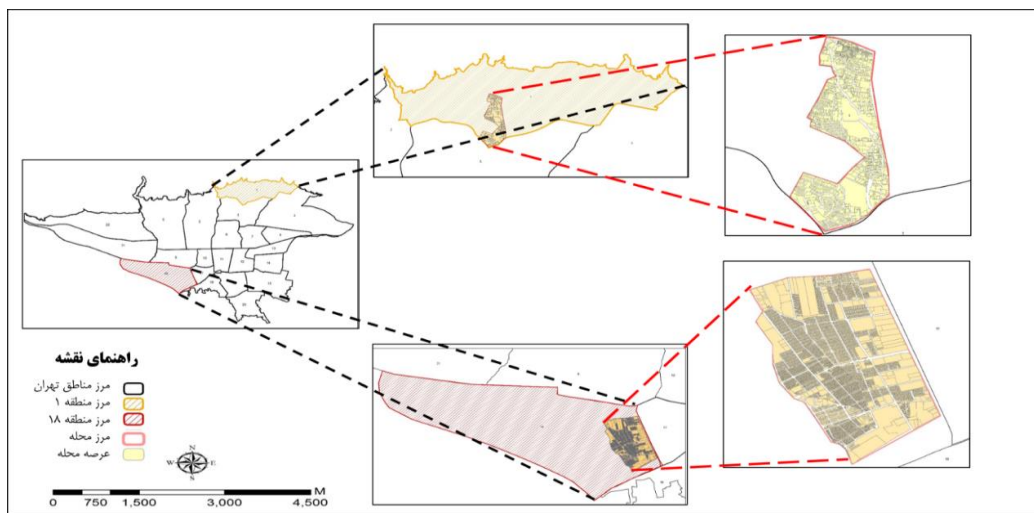 راهنمای نقشه
مرز مناطق تهران
مرز منطقه ۱
مرز منطقه ۱۸
مرز محله
عرصه محله
N
W E
S
M
0 750 1,500 3,000 4,500